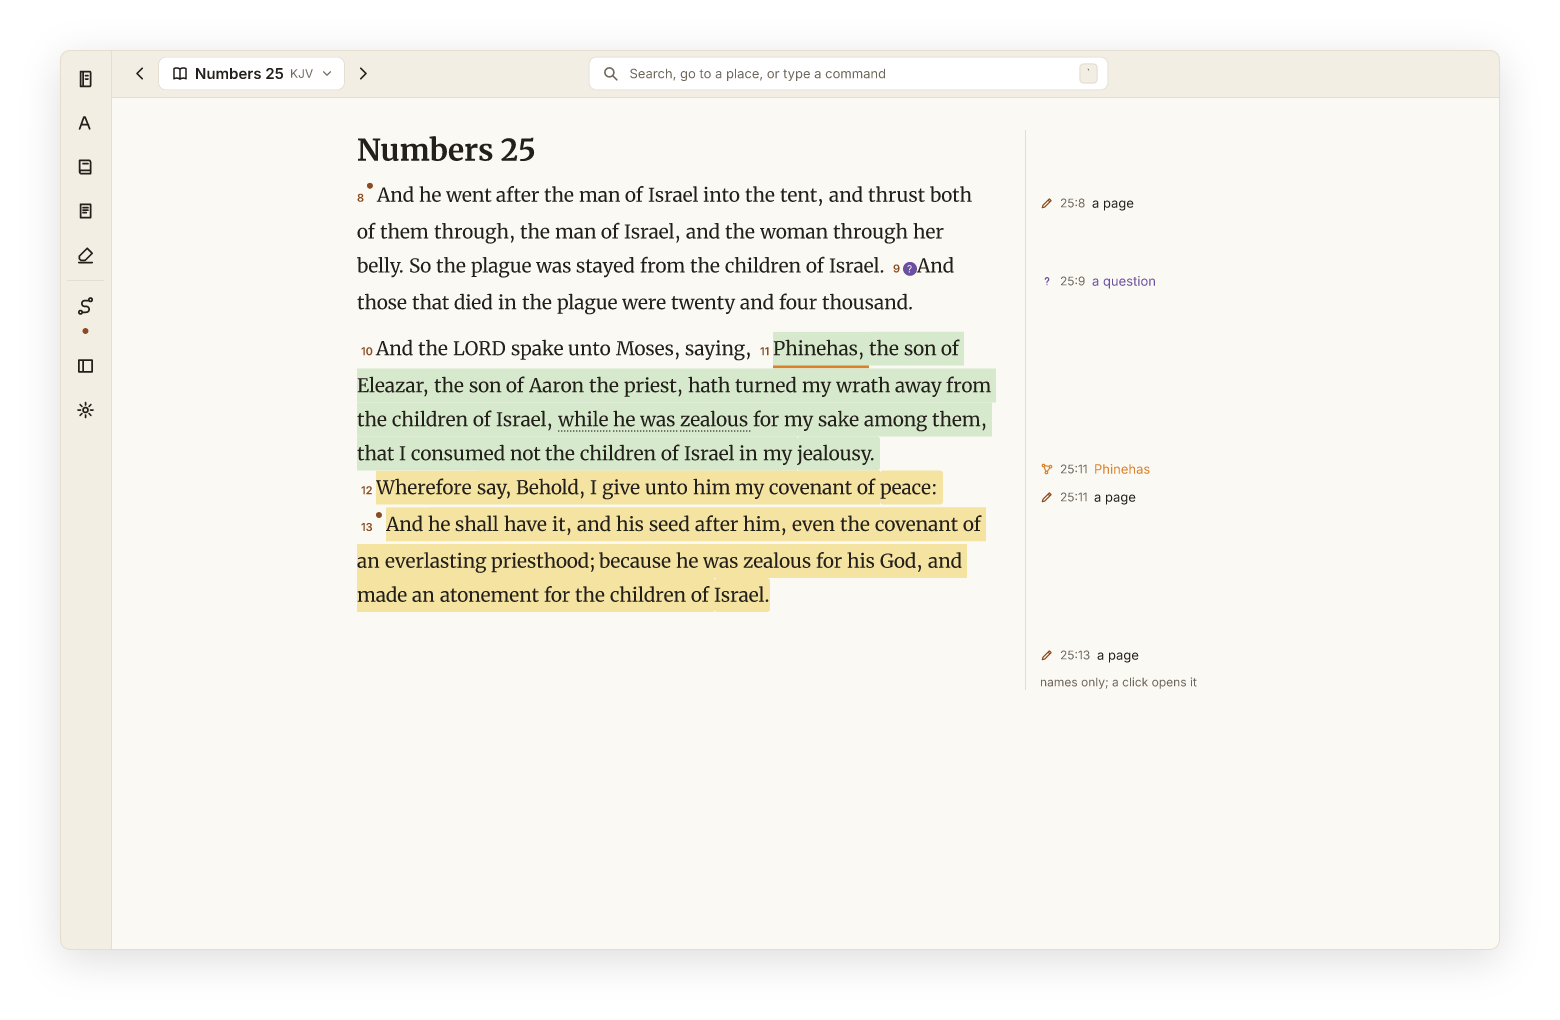 Numbers 25 KJV
Search, go to a place, or type a command
Numbers 25
8 And he went after the man of Israel into the tent, and thrust both
of them through, the man of Israel, and the woman through her
belly. So the plague was stayed from the children of Israel. 9 ? And
those that died in the plague were twenty and four thousand.
10 And the LORD spake unto Moses, saying, 11 Phinehas, the son of
Eleazar, the son of Aaron the priest, hath turned my wrath away from
the children of Israel, while he was zealous for my sake among them,
that I consumed not the children of Israel in my jealousy.
12 Wherefore say, Behold, I give unto him my covenant of peace:
13 And he shall have it, and his seed after him, even the covenant of
an everlasting priesthood; because he was zealous for his God, and
made an atonement for the children of Israel.
25:8 a page
? 25:9 a question
25:11 Phinehas
25:11 a page
25:13 a page
names only; a click opens it